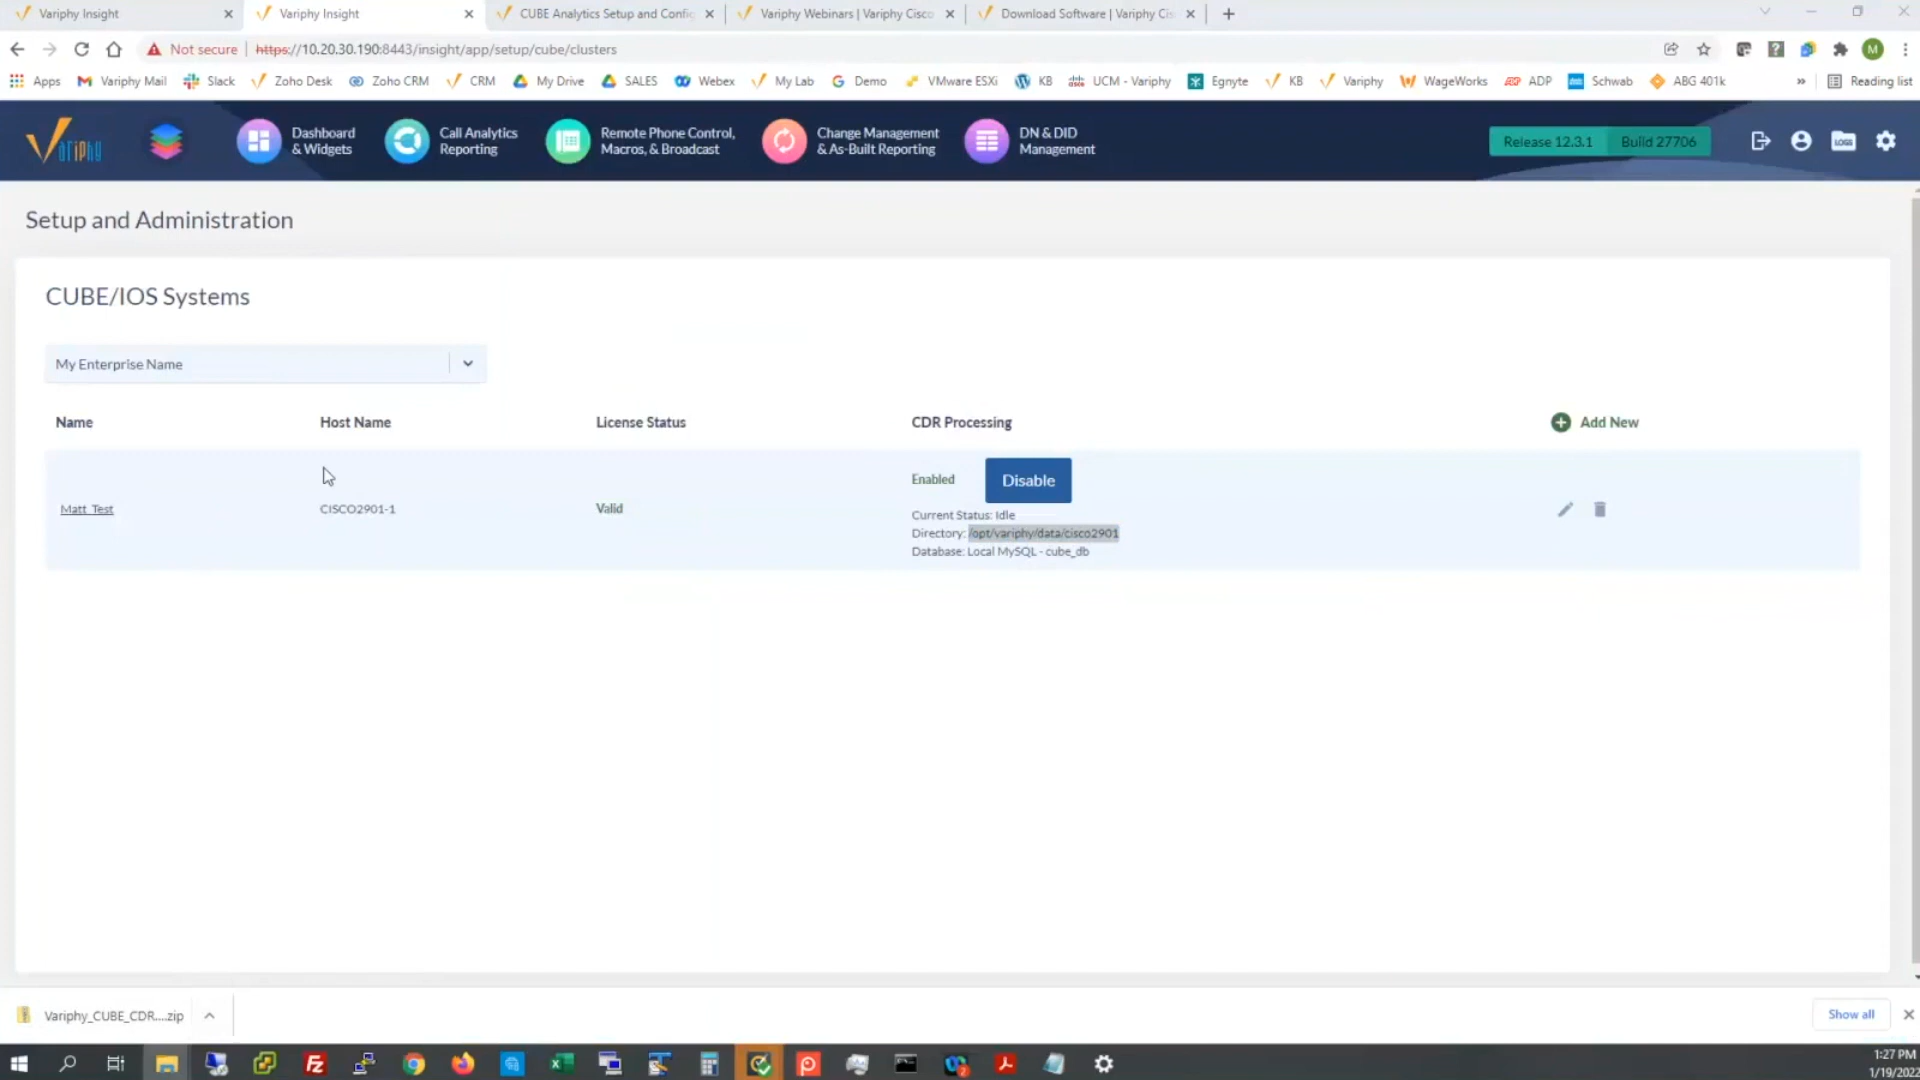 Variphy Insight
Variphy Insight
CUBE Analytics Setup and Config
Variphy Webinars | Variphy Cisco
Download Software | Variphy Cis
Not secure | https://10.20.30.190:8443/insight/app/setup/cube/clusters
Apps
Variphy Mail
Slack
Zoho Desk
Zoho CRM
CRM
My Drive
SALES
Webex
My Lab
Demo
VMware ESXi
KB
UCM - Variphy
Egnyte
KB
Variphy
WageWorks
ADP
Schwab
ABG 401k
»
Reading list
Variphy
Dashboard
& Widgets
Call Analytics
Reporting
Remote Phone Control,
Macros, & Broadcast
Change Management
& As-Built Reporting
DN & DID
Management
Release 12.3.1
Build 27706
LOGS
Setup and Administration
CUBE/IOS Systems
My Enterprise Name
Name
Host Name
License Status
CDR Processing
Add New
Matt_Test
CISCO2901-1
Valid
Enabled
Disable
Current Status: Idle
Directory: /opt/variphy/data/cisco2901
Database: Local MySQL - cube_db
Variphy_CUBE_CDR....zip
Show all
1:27 PM
1/19/2022